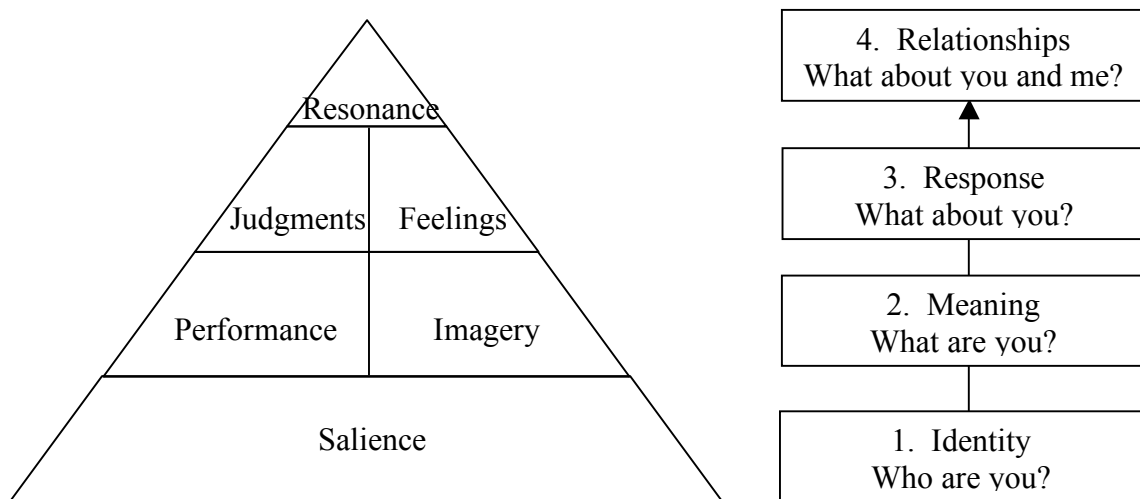 Resonance
Judgments
Feelings
Performance
Imagery
Salience
4. Relationships
What about you and me?
3. Response
What about you?
2. Meaning
What are you?
1. Identity
Who are you?